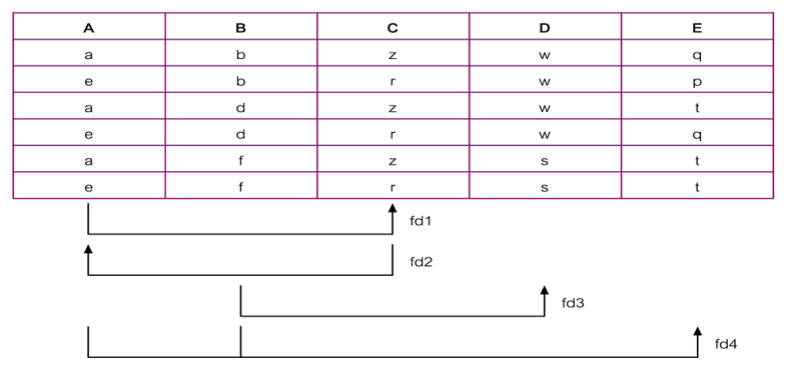 A B C D E
a b z w q
e b r w p
a d z w t
e d r w q
a f z s t
e f r s t
fd1
fd2
fd3
fd4